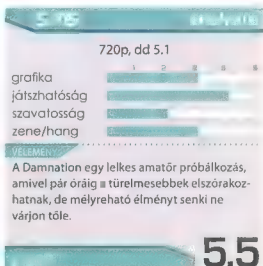 720p, dd 5.1
grafika
játszhatóság
szavatosság
zene/hang
VÉLEMÉNY
A Damnation egy lelkes amatőr próbálkozás,
amivel pár óráig a türelmesebbek elszórakoz-
hatnak, de mélyreható élményt senki ne
várjon tőle.
5.5